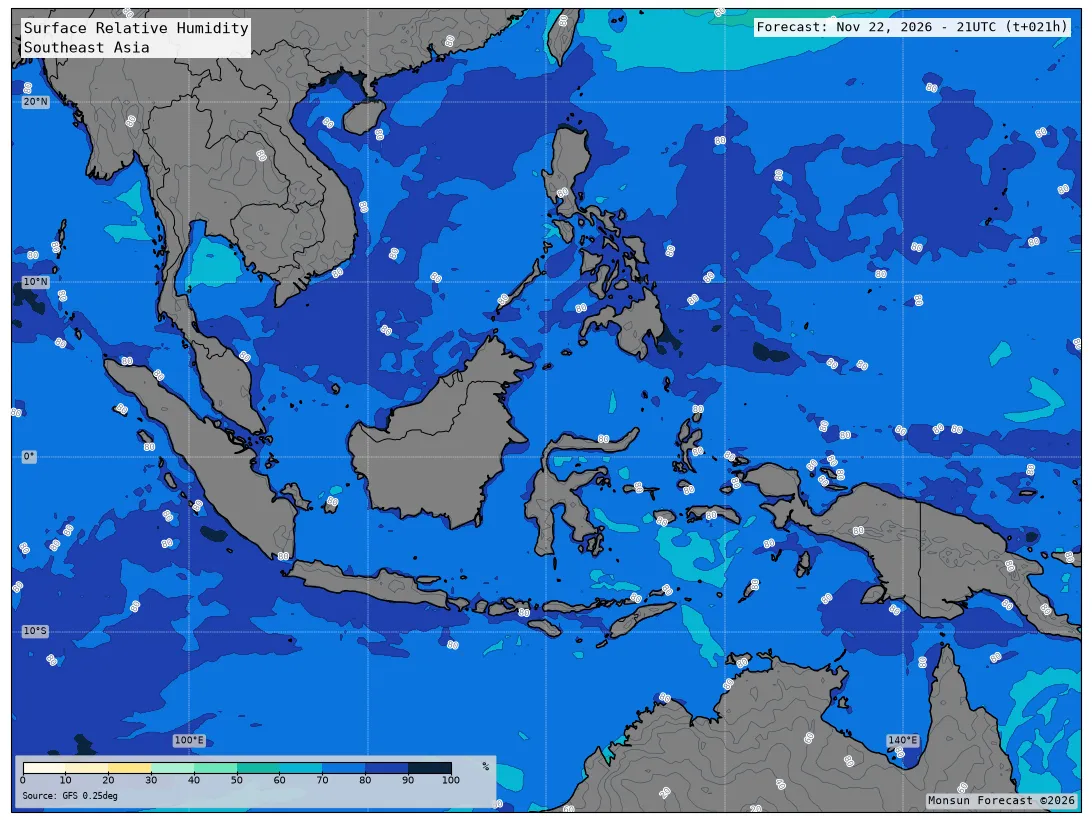 Surface Relative Humidity
Southeast Asia
Forecast: Nov 22, 2026 - 21UTC (t+021h)
20°N
10°N
0°
10°S
100°E
140°E
0 10 20 30 40 50 60 70 80 90 100
%
Source: GFS 0.25deg
Monsun Forecast ©2026